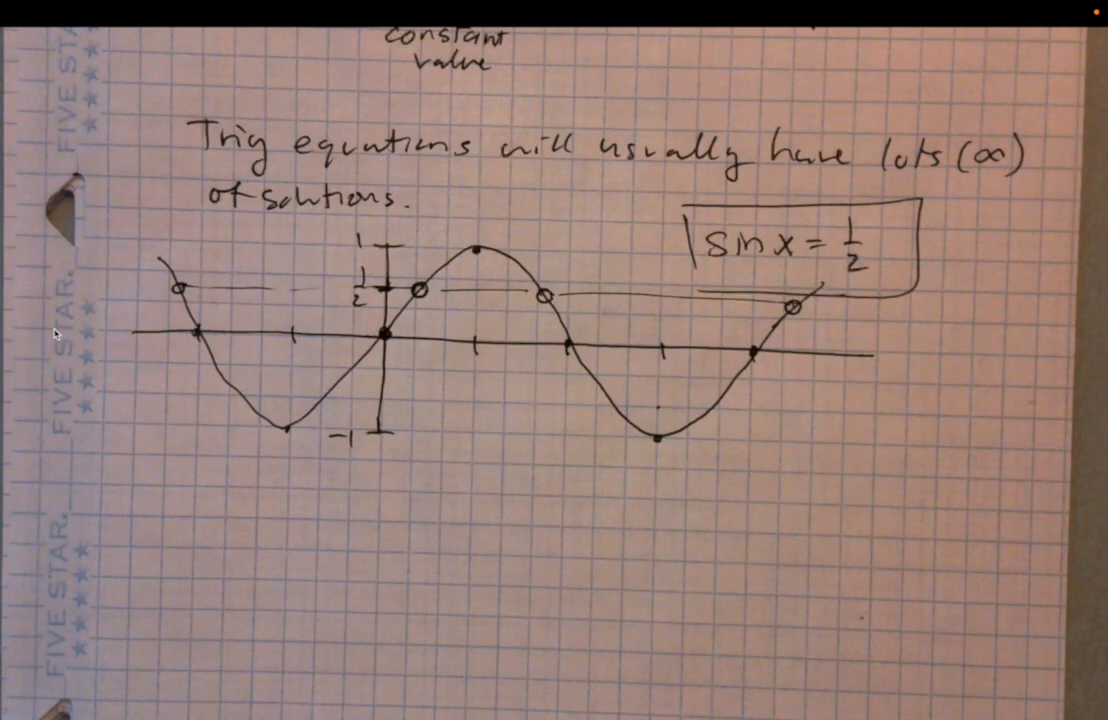 constant
value
Trig equations will usually have lots (∞)
of solutions.
sin x = 1/2
1
1/2
-1
FIVE STAR.
FIVE STAR.
FIVE STAR.